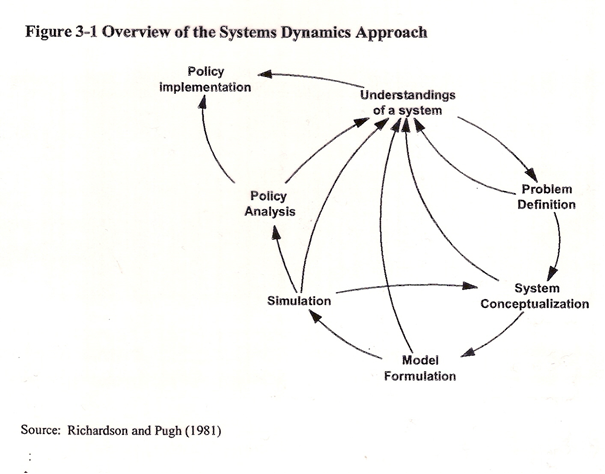 Figure 3-1 Overview of the Systems Dynamics Approach
Policy
implementation
Understandings
of a system
Problem
Definition
Policy
Analysis
System
Conceptualization
Simulation
Model
Formulation
Source: Richardson and Pugh (1981)